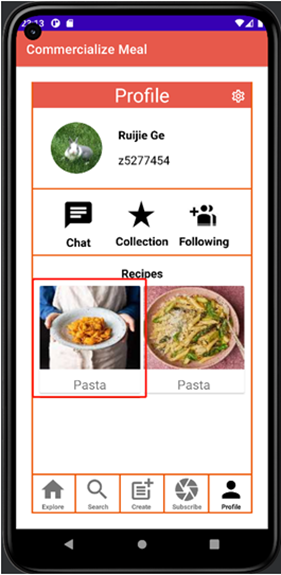 Commercialize Meal
Profile
Ruijie Ge
z5277454
Chat Collection Following
Recipes
Pasta Pasta
Explore Search Create Subscribe Profile